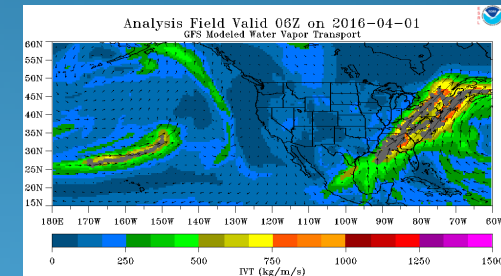 Analysis Field Valid 06Z on 2016-04-01
GFS Modeled Water Vapor Transport
60N
55N
50N
45N
40N
35N
30N
25N
20N
15N
180E 170W 160W 150W 140W 130W 120W 110W 100W 90W 80W 70W 60W
0 250 500 750 1000 1250 1500
IVT (kg/m/s)